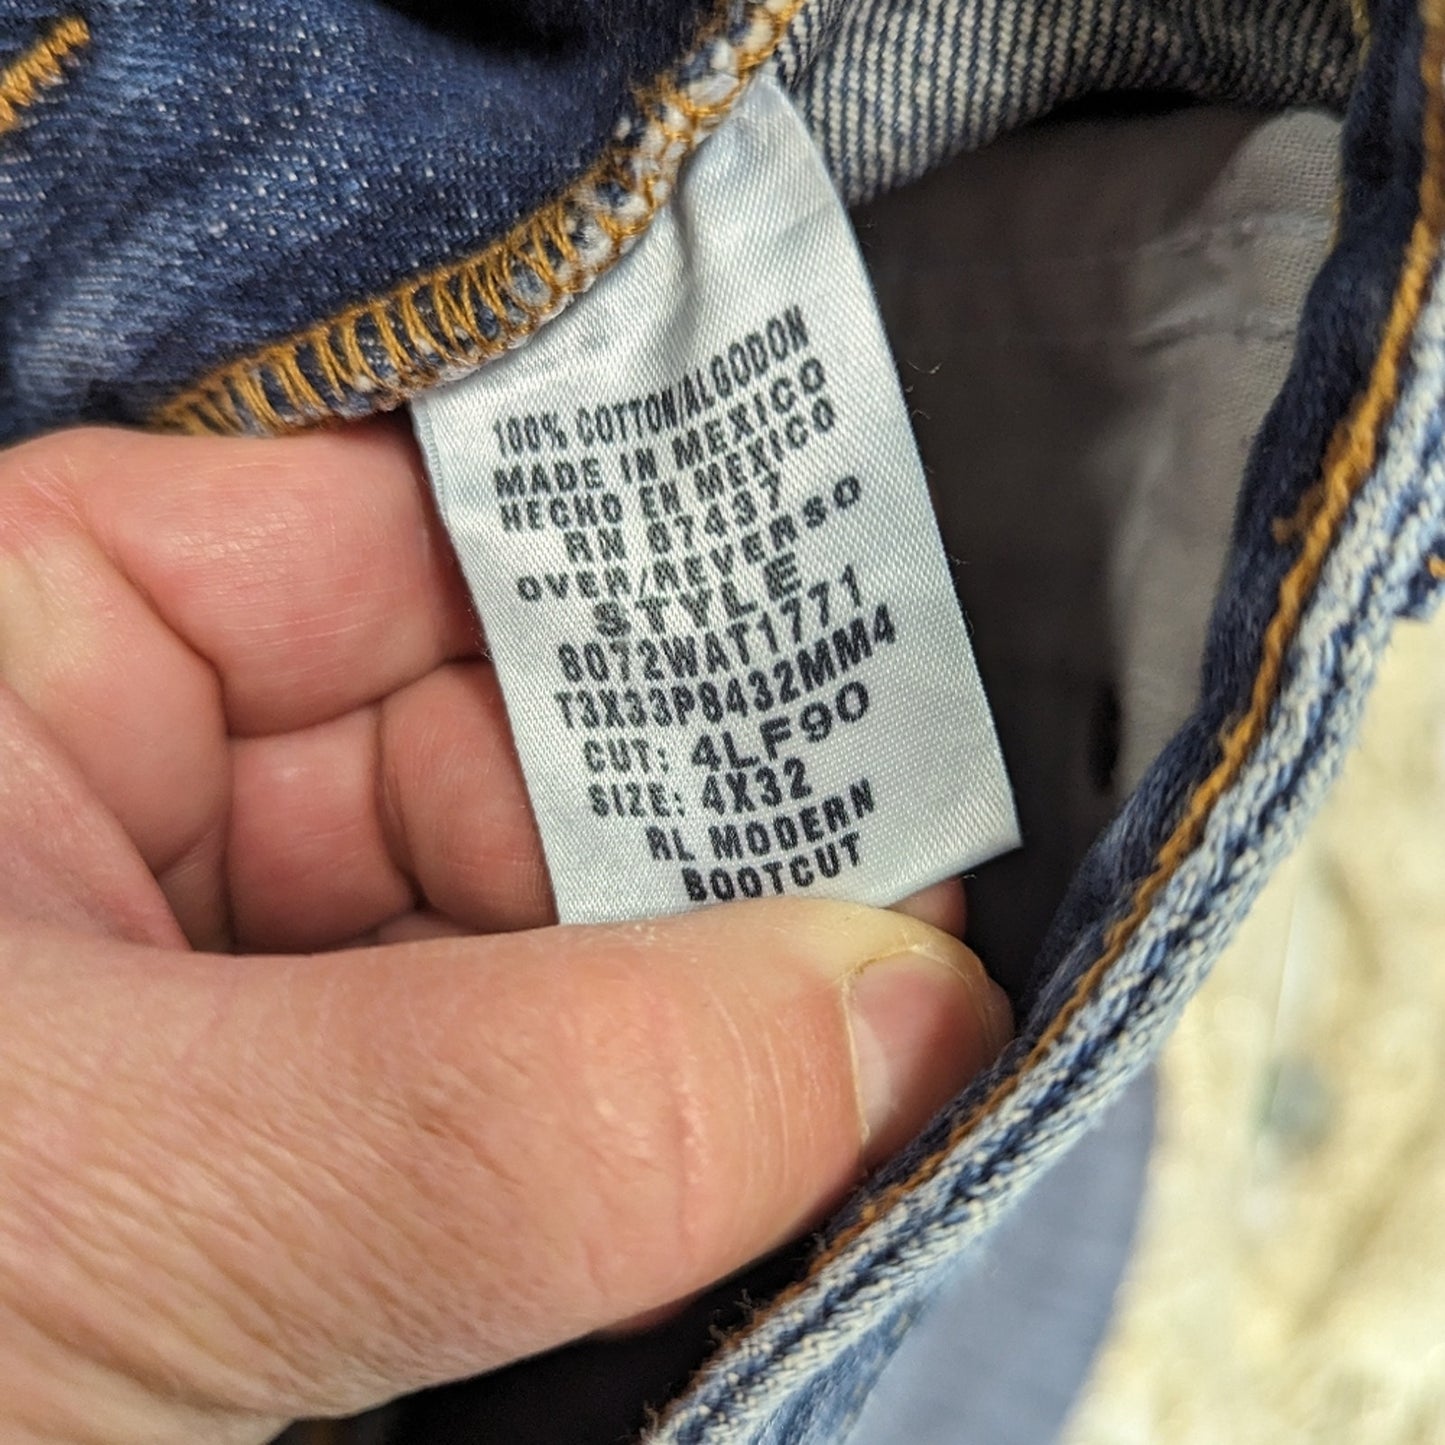 100% COTTON/ALGODON
MADE IN MEXICO
HECHO EN MEXICO
RN 87437
OVER/REVERSO
STYLE
8072WAT1771
T3X33P8432MM4
CUT: 4LF90
SIZE: 4X32
RL MODERN
BOOTCUT